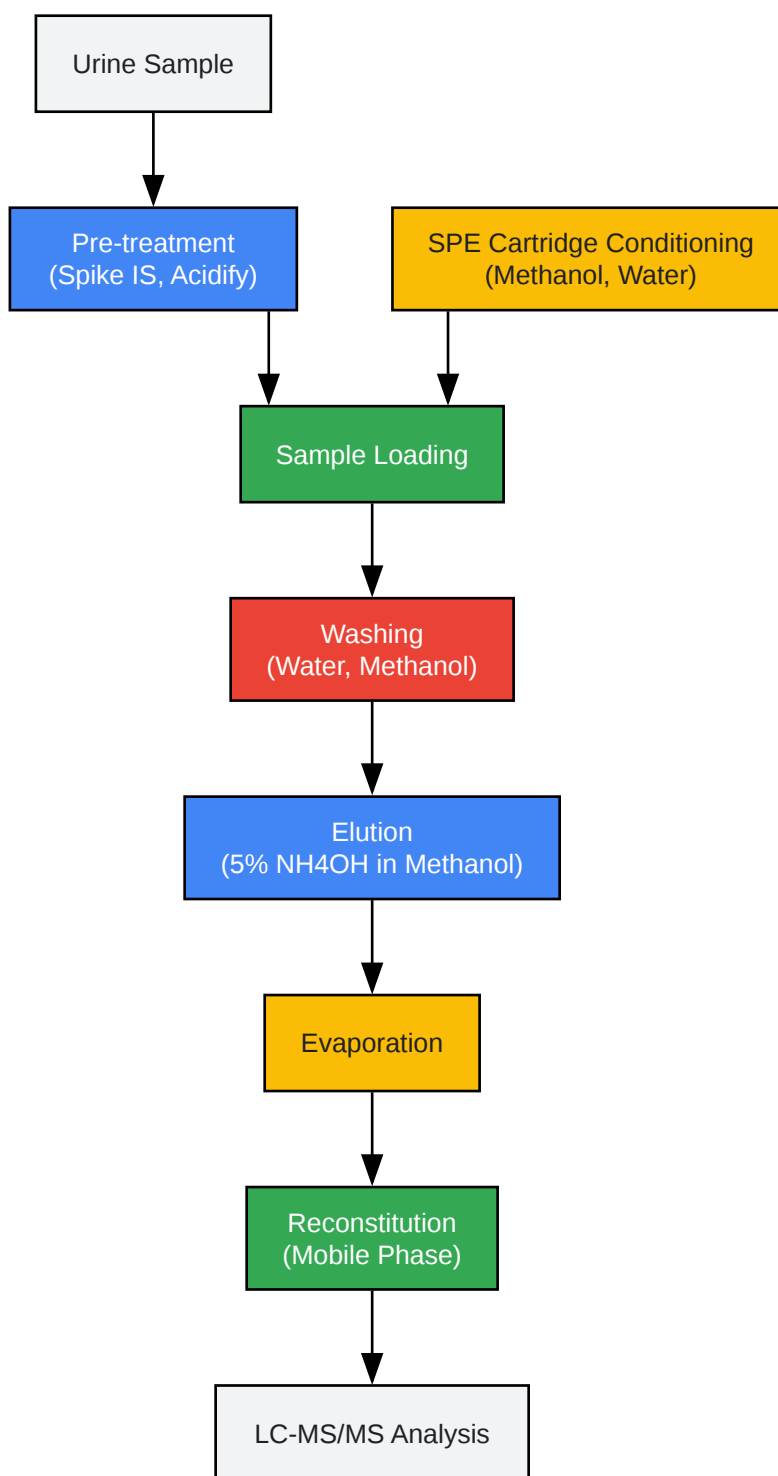 Urine Sample
Pre-treatment
(Spike IS, Acidify)
SPE Cartridge Conditioning
(Methanol, Water)
Sample Loading
Washing
(Water, Methanol)
Elution
(5% NH4OH in Methanol)
Evaporation
Reconstitution
(Mobile Phase)
LC-MS/MS Analysis